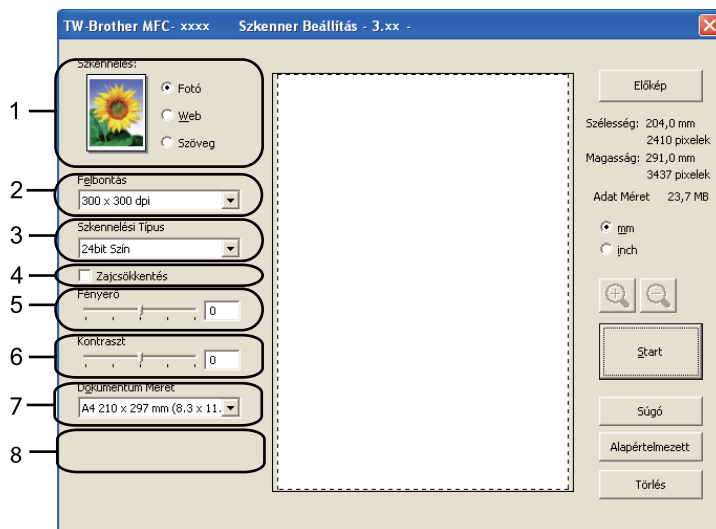 TW-Brother MFC- xxxx Szkenner Beállítás - 3.xx -
1
Szkennelés:
Fotó
Web
Szöveg
2
Felbontás
300 x 300 dpi
3
Szkennelési Típus
24bit Szín
4
Zajcsökkentés
5
Fényerő
0
6
Kontraszt
0
7
Dokumentum Méret
A4 210 x 297 mm (8.3 x 11.
8
Előkép
Szélesség: 204,0 mm
2410 pixelek
Magasság: 291,0 mm
3437 pixelek
Adat Méret 23,7 MB
mm
inch
Start
Súgó
Alapértelmezett
Törlés